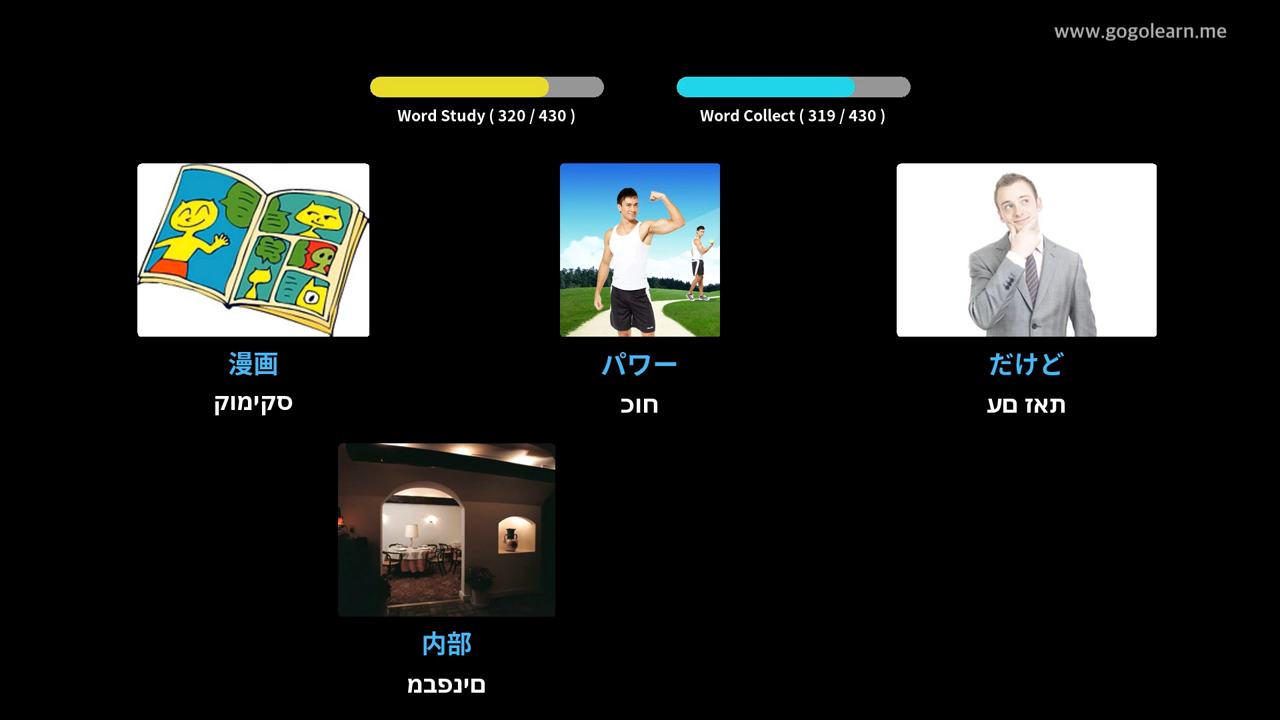 www.gogolearn.me
Word Study ( 320 / 430 )
Word Collect ( 319 / 430 )
漫画
パワー
だけど
קומיקס
כוח
עם זאת
内部
מבפנים